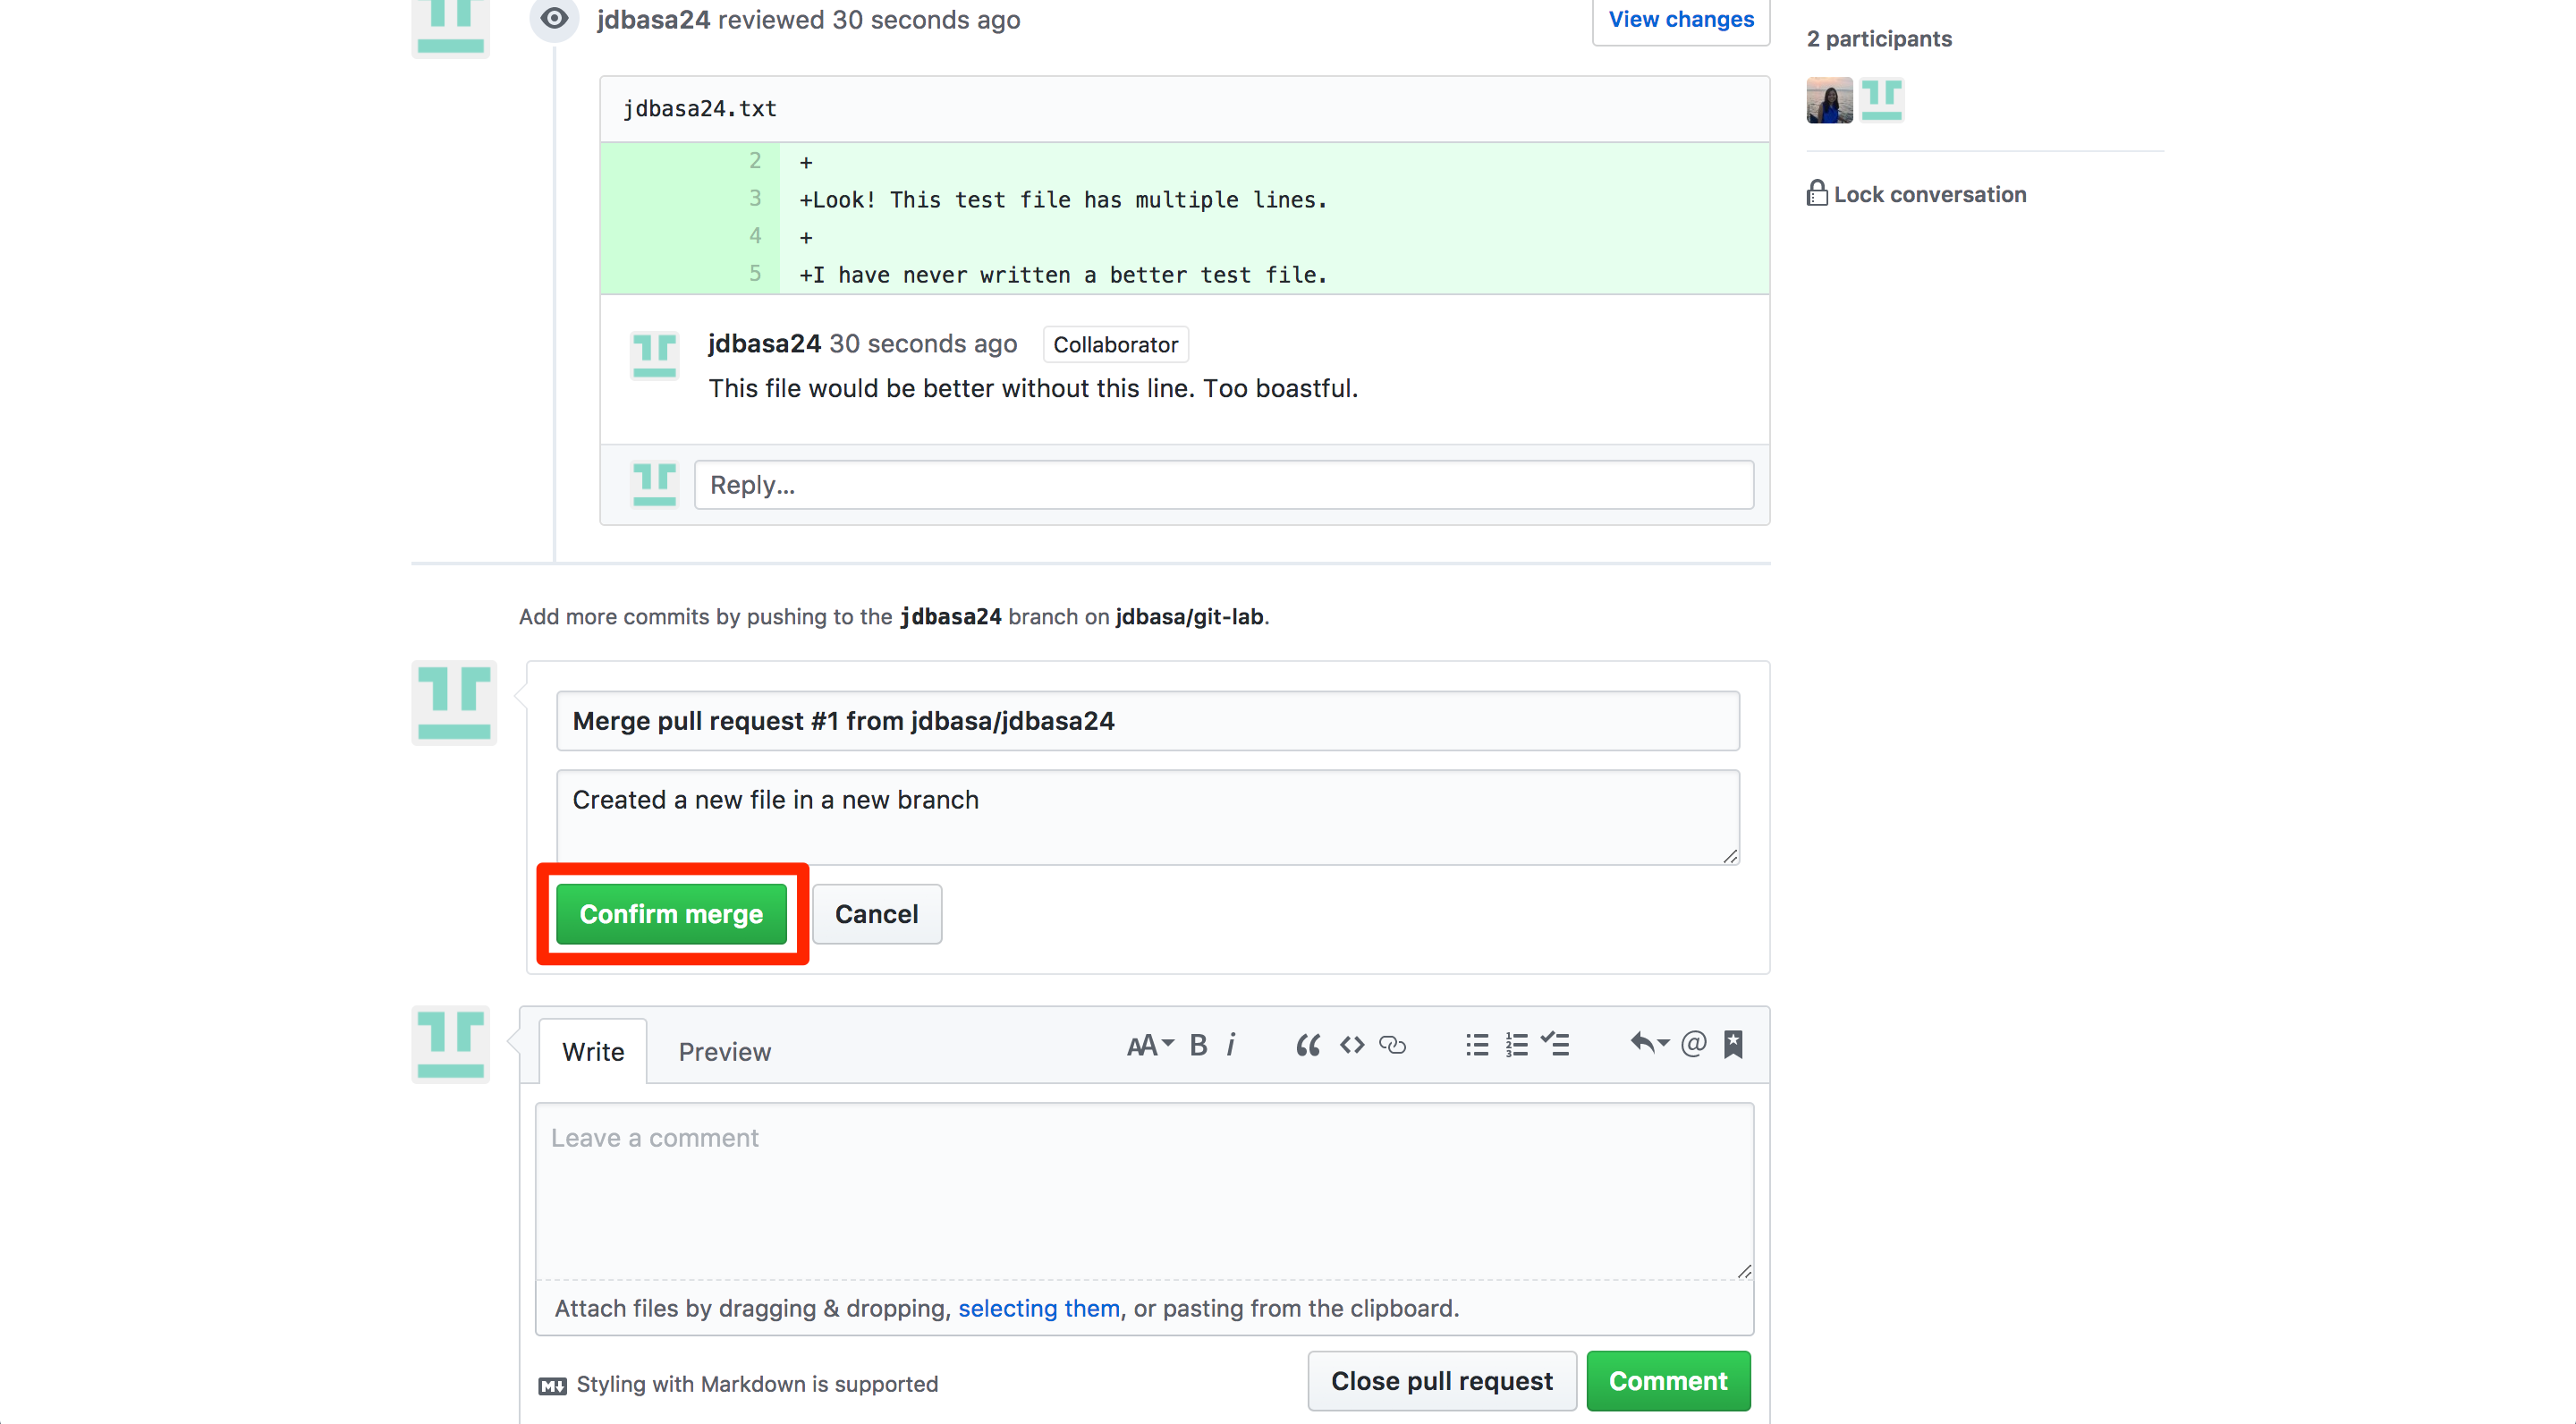 jdbasa24 reviewed 30 seconds ago
View changes
jdbasa24.txt
2 +
3 +Look! This test file has multiple lines.
4 +
5 +I have never written a better test file.
jdbasa24 30 seconds ago Collaborator
This file would be better without this line. Too boastful.
Reply...
Add more commits by pushing to the jdbasa24 branch on jdbasa/git-lab.
Merge pull request #1 from jdbasa/jdbasa24
Created a new file in a new branch
Confirm merge
Cancel
Write
Preview
AA B i
Leave a comment
Attach files by dragging & dropping, selecting them, or pasting from the clipboard.
Styling with Markdown is supported
Close pull request
Comment
2 participants
Lock conversation